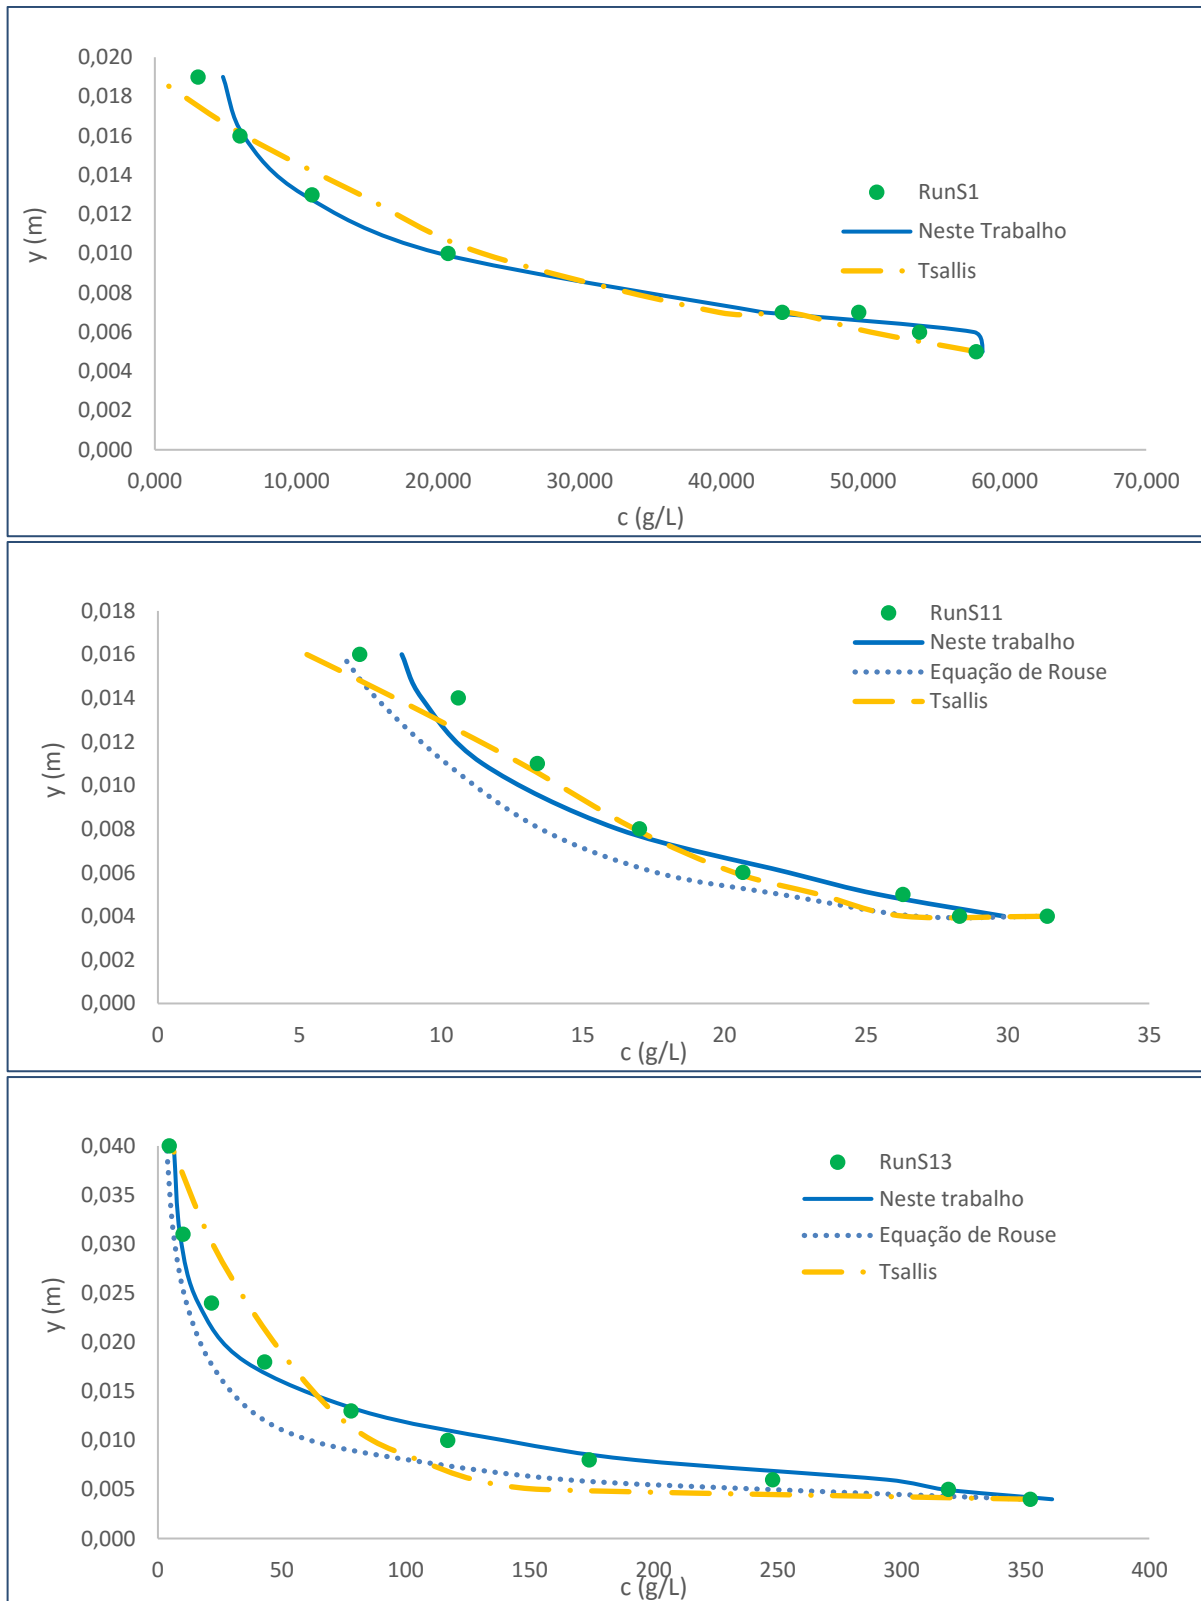 0,020
0,018
0,016
0,014
0,012
0,010
0,008
0,006
0,004
0,002
0,000
y (m)
RunS1
Neste Trabalho
Tsallis
0,000 10,000 20,000 30,000 40,000 50,000 60,000 70,000
c (g/L)
0,018
0,016
0,014
0,012
0,010
0,008
0,006
0,004
0,002
0,000
y (m)
RunS11
Neste trabalho
Equação de Rouse
Tsallis
0 5 10 15 20 25 30 35
c (g/L)
0,040
0,035
0,030
0,025
0,020
0,015
0,010
0,005
0,000
y (m)
RunS13
Neste trabalho
Equação de Rouse
Tsallis
0 50 100 150 200 250 300 350 400
c (g/L)